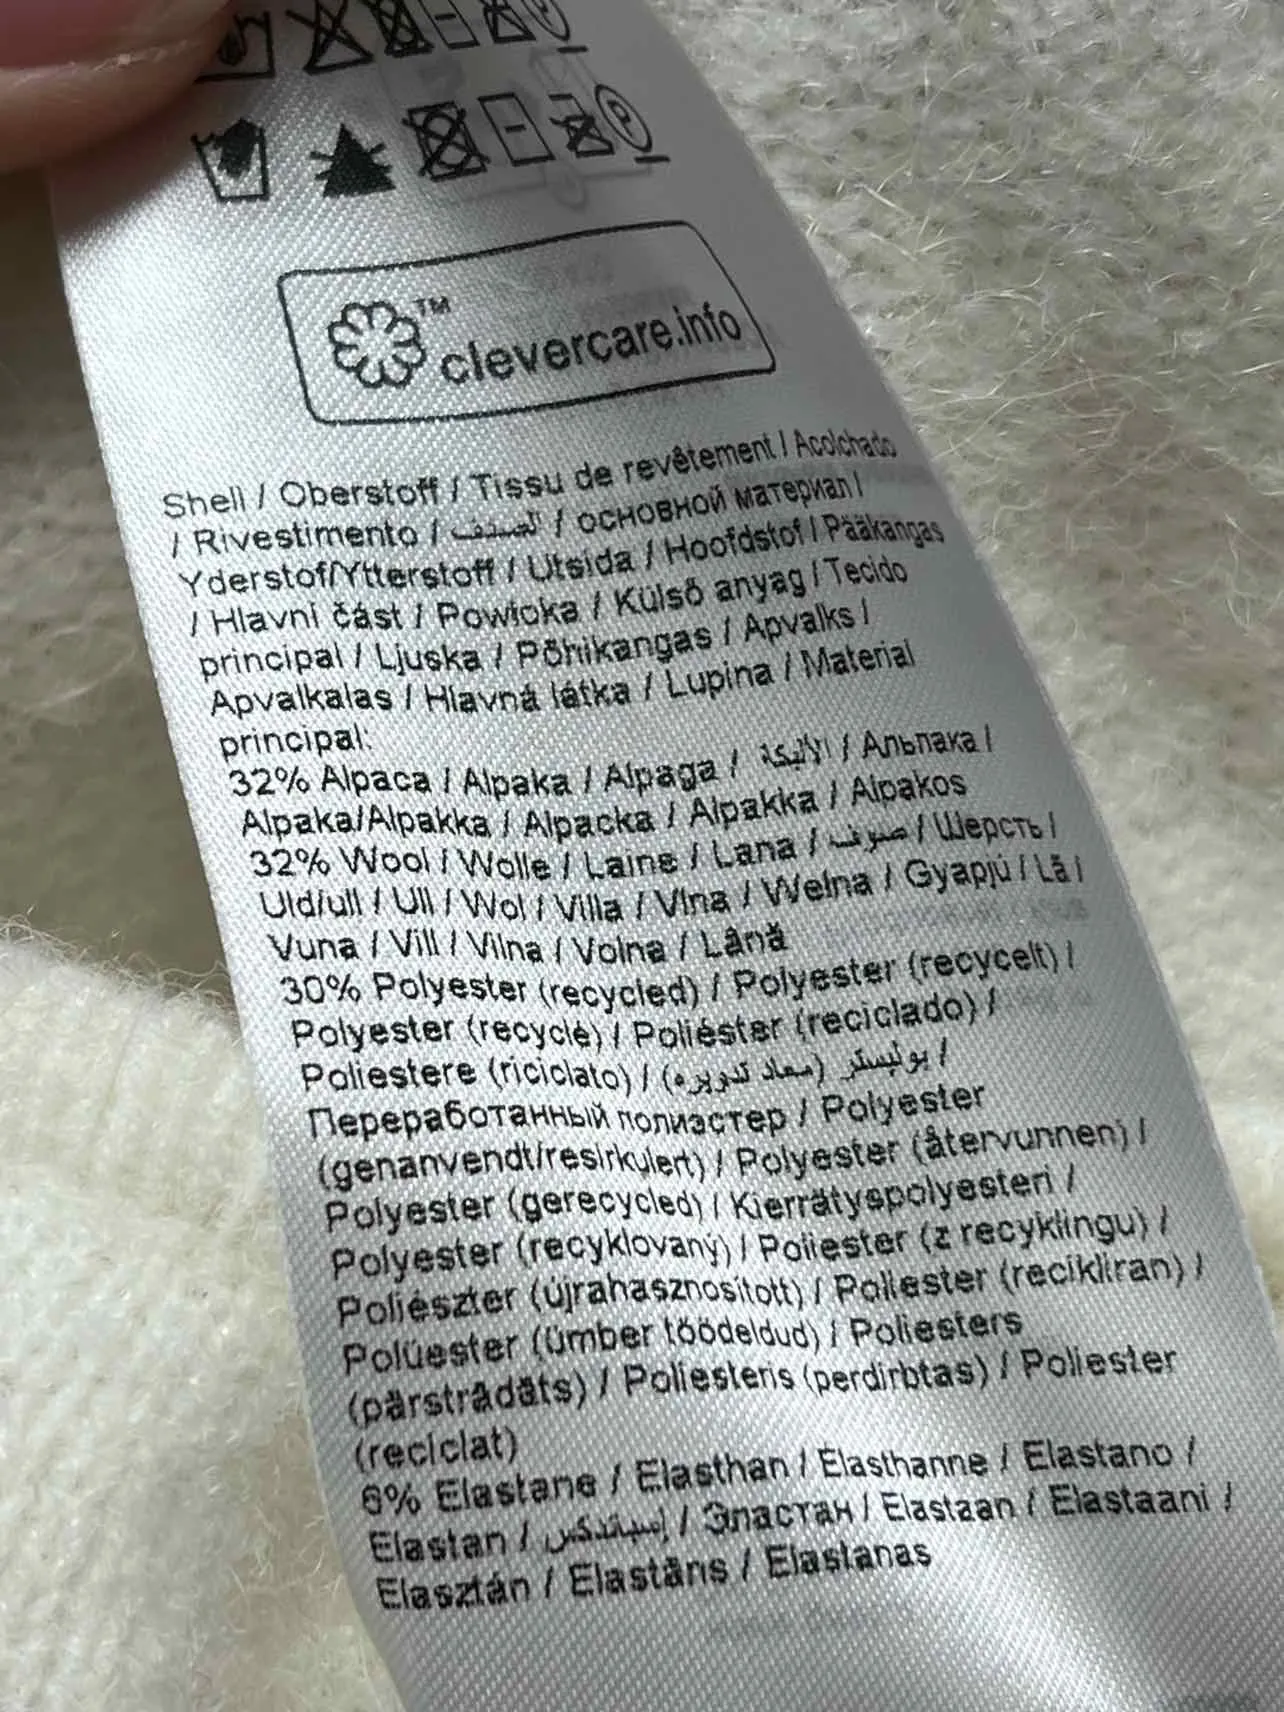 ™ clevercare.info
Shell / Oberstoff / Tissu de revêtement / Acolchado
/ Rivestimento / الصنف / основной материал /
Yderstof/Ytterstoff / Utsida / Hoofdstof / Pääkangas
/ Hlavní část / Powłoka / Külső anyag / Tecido
principal / Ljuska / Põhikangas / Apvalks /
Apvalkalas / Hlavná látka / Lupina / Material
principal:
32% Alpaca / Alpaka / Alpaga / الألبكة / Альпака /
Alpaka/Alpakka / Alpacka / Alpakka / Alpakos
32% Wool / Wolle / Laine / Lana / صوف / Шерсть /
Uld/ull / Ull / Wol / Villa / Vlna / Wełna / Gyapjú / Lã /
Vuna / Vill / Vilna / Volna / Lână
30% Polyester (recycled) / Polyester (recycelt) /
Polyester (recyclé) / Poliéster (reciclado) /
Poliestere (riciclato) / بوليستر (معاد تدويره) /
Переработанный полиэстер / Polyester
(genanvendt/resirkulert) / Polyester (återvunnen) /
Polyester (gerecycled) / Kierrätyspolyesteri /
Polyester (recyklovaný) / Poliester (z recyklingu) /
Poliészter (újrahasznosított) / Poliester (recikliran) /
Polüester (ümber töödeldud) / Poliesters
(pārstrādāts) / Poliesteris (perdirbtas) / Poliester
(reciclat)
6% Elastane / Elasthan / Élasthanne / Elastano /
Elastan / إسباندكس / Эластан / Elastaan / Elastaani /
Elasztán / Elastāns / Elastanas